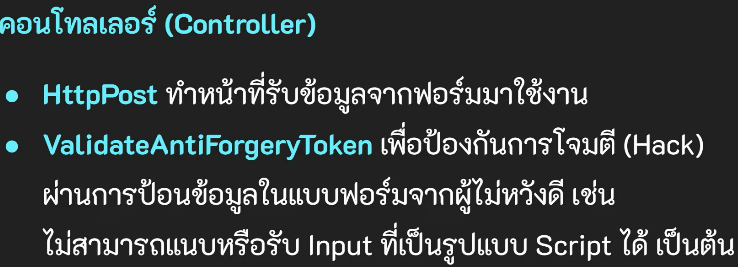 คอนโทลเลอร์ (Controller)
● HttpPost ทำหน้าที่รับข้อมูลจากฟอร์มมาใช้งาน
● ValidateAntiForgeryToken เพื่อป้องกันการโจมตี (Hack)
ผ่านการป้อนข้อมูลในแบบฟอร์มจากผู้ไม่หวังดี เช่น
ไม่สามารถแนบหรือรับ Input ที่เป็นรูปแบบ Script ได้ เป็นต้น